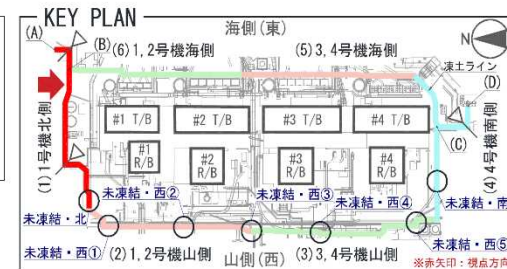 KEY PLAN
海側(東)
N
(A)
(B)
(6)1,2号機海側
(5)3,4号機海側
凍土ライン
(D)
#1 T/B
#2 T/B
#3 T/B
#4 T/B
(C)
#1
R/B
#2
R/B
#3
R/B
#4
R/B
(1)1号機北側
(4)4号機南側
未凍結・北
未凍結・西②
未凍結・西③
未凍結・西④
未凍結・南
未凍結・西①
(2)1,2号機山側
山側(西)
(3)3,4号機山側
未凍結・西⑤
※赤矢印:視点方向